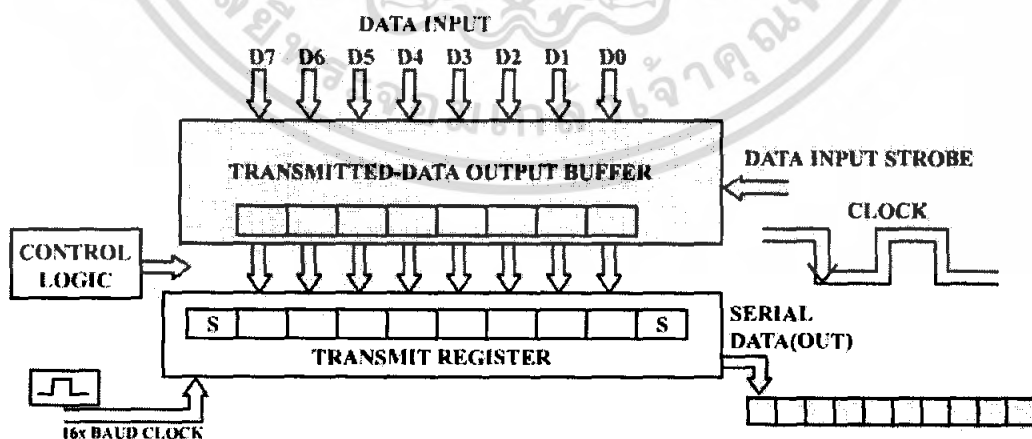 DATA INPUT
D7 D6 D5 D4 D3 D2 D1 D0
TRANSMITTED-DATA OUTPUT BUFFER
DATA INPUT STROBE
CLOCK
CONTROL
LOGIC
S S
TRANSMIT REGISTER
SERIAL
DATA(OUT)
16x BAUD CLOCK